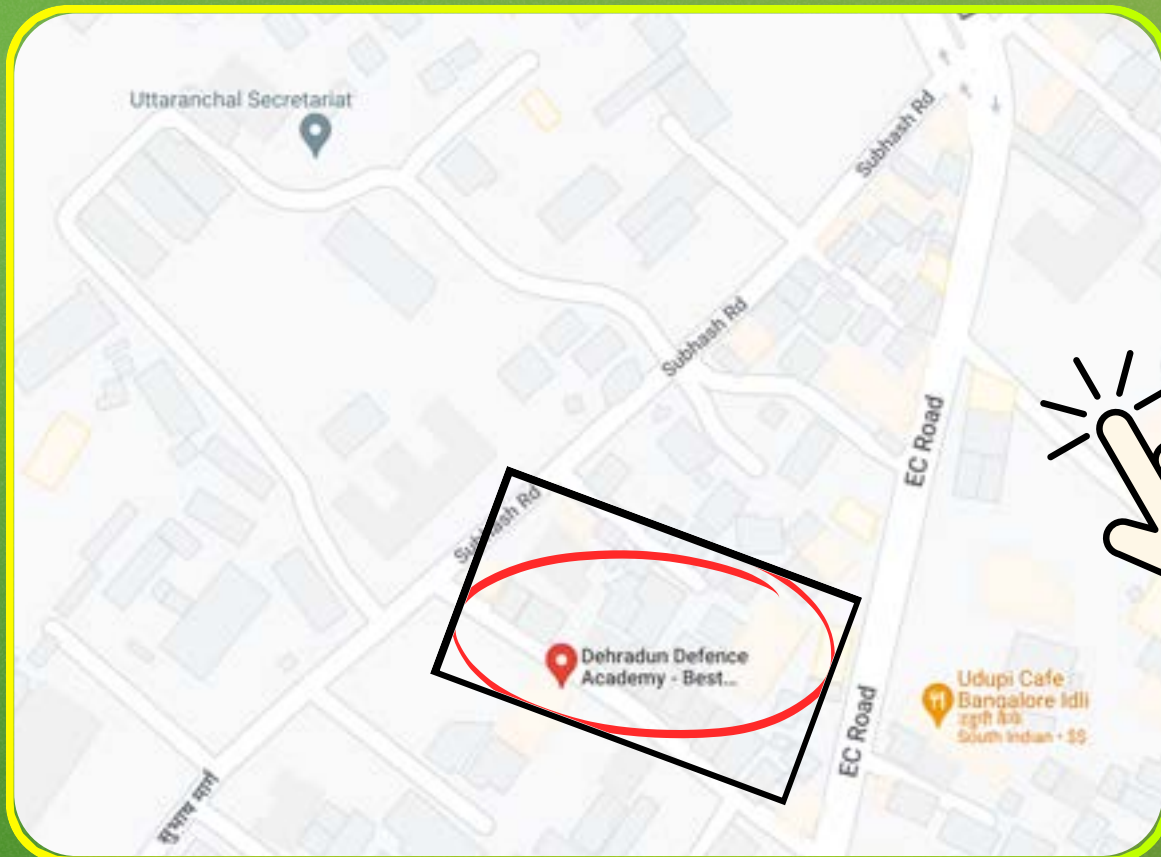 Uttaranchal Secretariat
Subhash Rd
Subhash Rd
EC Road
Subhash Rd
Dehradun Defence
Academy - Best...
Udupi Cafe
Bangalore Idli
South Indian • $$
EC Road
सुभाष मार्ग